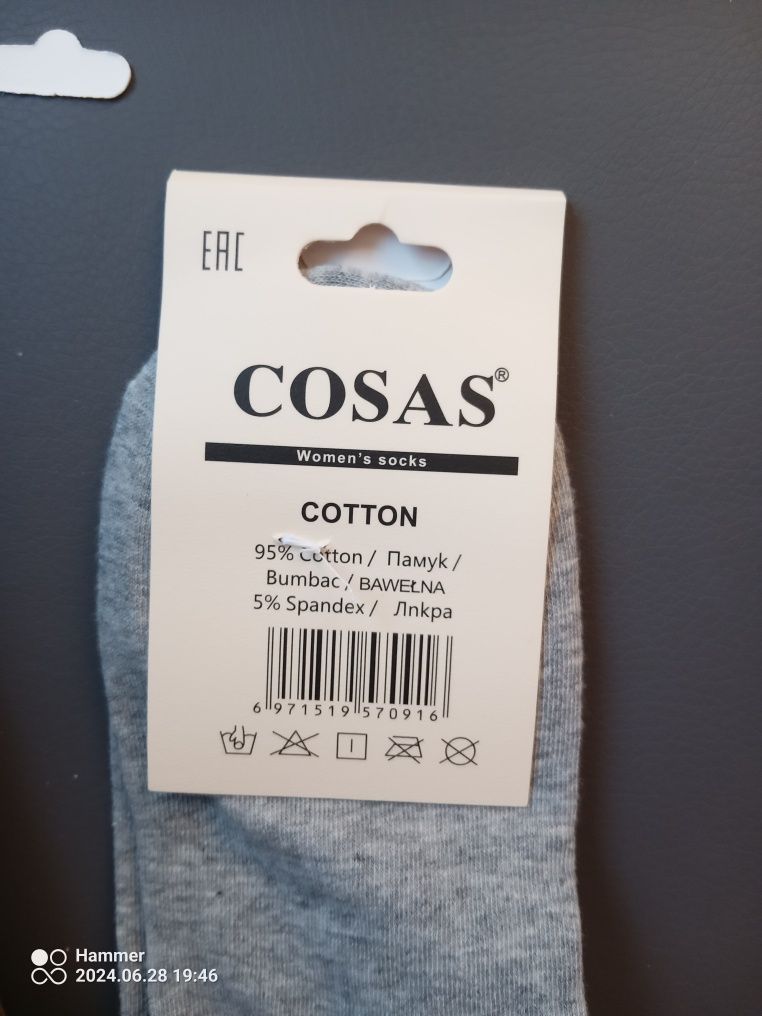 EAC
COSAS®
Women's socks
COTTON
95% Cotton / Памук /
Bumbac / BAWEŁNA
5% Spandex / Лпкра
6 971519 570916
Hammer
2024.06.28 19:46